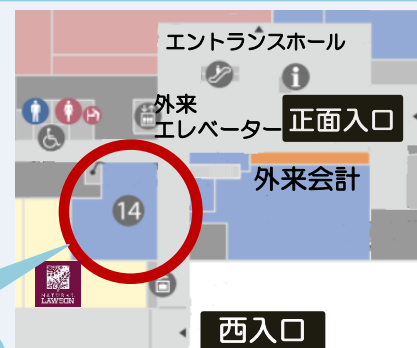 エントランスホール
外来
エレベーター
正面入口
外来会計
14
NATURAL
LAWSON
西入口